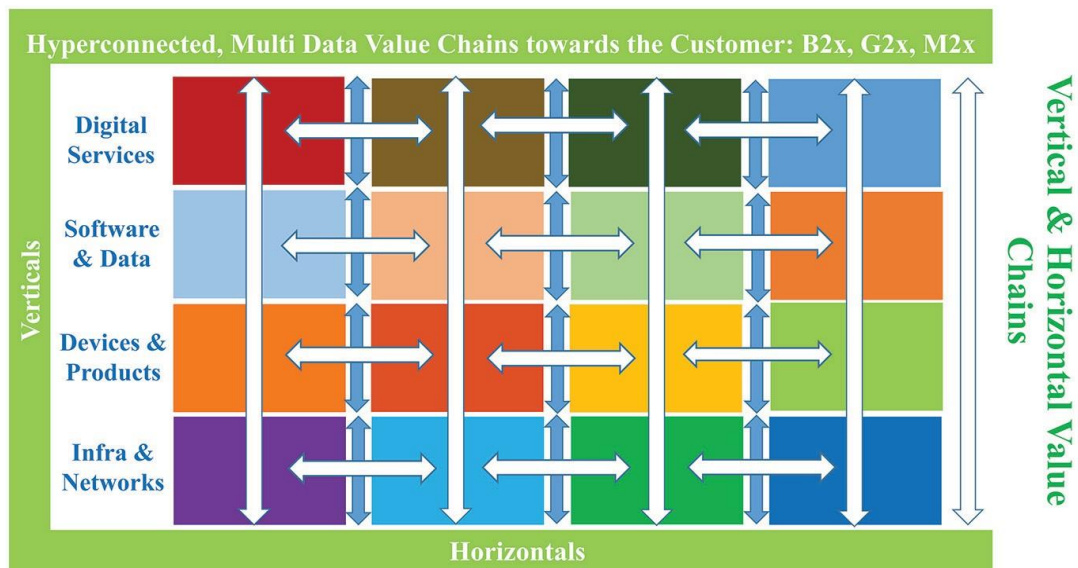 Hyperconnected, Multi Data Value Chains towards the Customer: B2x, G2x, M2x
Verticals
Digital
Services
Software
& Data
Devices &
Products
Infra &
Networks
Horizontals
Vertical & Horizontal Value
Chains